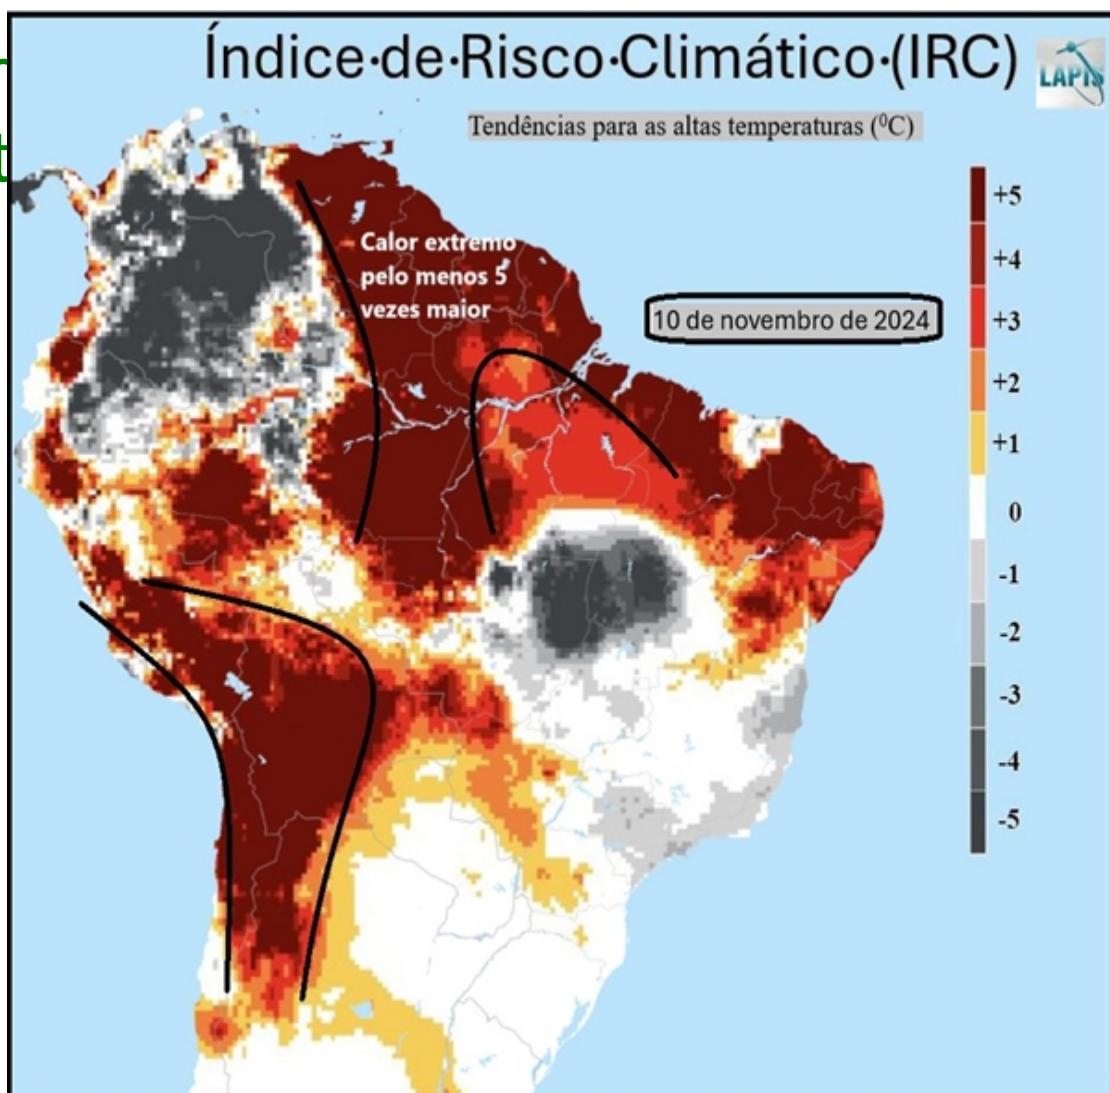 Índice·de·Risco·Climático·(IRC)
LAPIS
Tendências para as altas temperaturas (⁰C)
Calor extremo
pelo menos 5
vezes maior
10 de novembro de 2024
+5
+4
+3
+2
+1
0
-1
-2
-3
-4
-5